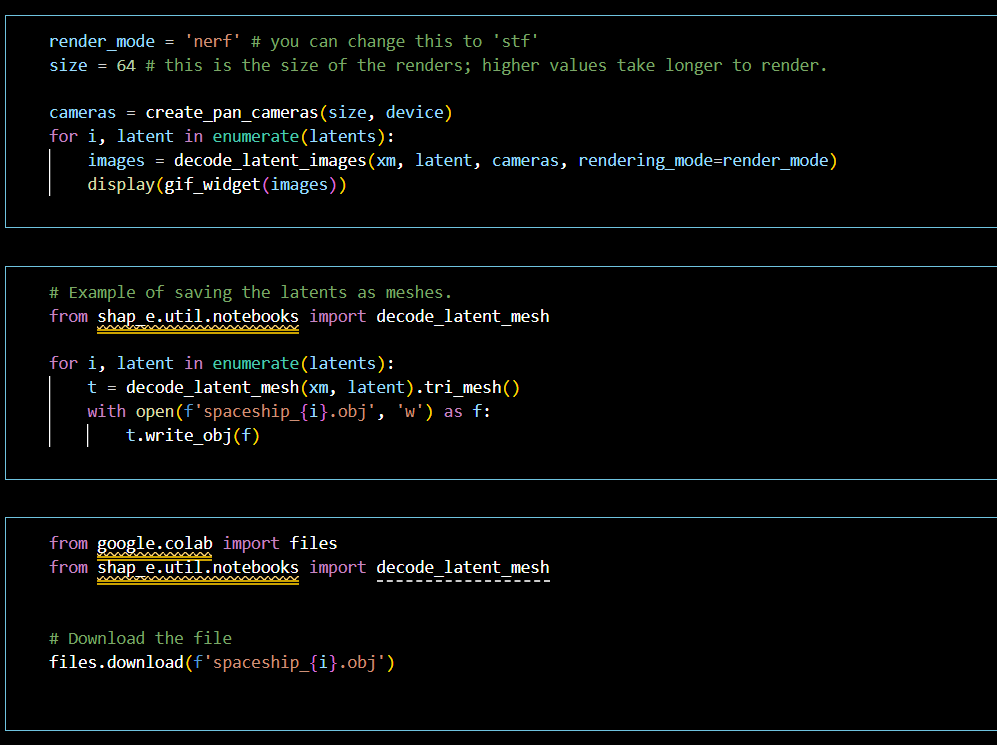 render_mode = 'nerf' # you can change this to 'stf'
size = 64 # this is the size of the renders; higher values take longer to render.
cameras = create_pan_cameras(size, device)
for i, latent in enumerate(latents):
    images = decode_latent_images(xm, latent, cameras, rendering_mode=render_mode)
    display(gif_widget(images))
# Example of saving the latents as meshes.
from shap_e.util.notebooks import decode_latent_mesh
for i, latent in enumerate(latents):
    t = decode_latent_mesh(xm, latent).tri_mesh()
    with open(f'spaceship_{i}.obj', 'w') as f:
        t.write_obj(f)
from google.colab import files
from shap_e.util.notebooks import decode_latent_mesh
# Download the file
files.download(f'spaceship_{i}.obj')